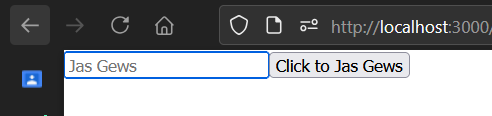 http://localhost:3000/
Jas Gews Click to Jas Gews